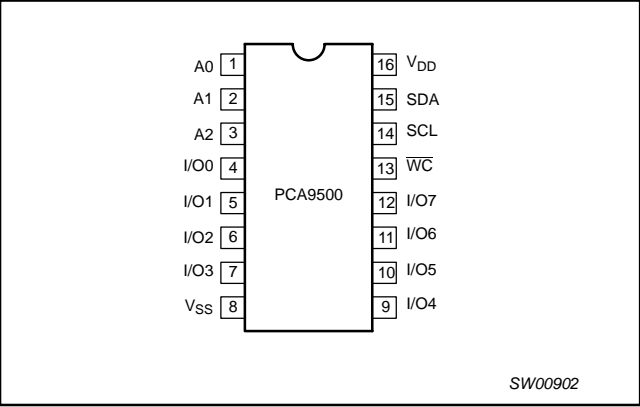 A0 1 16 VDD
A1 2 15 SDA
A2 3 14 SCL
I/O0 4 13 W̅C̅
I/O1 5 PCA9500 12 I/O7
I/O2 6 11 I/O6
I/O3 7 10 I/O5
VSS 8 9 I/O4
SW00902